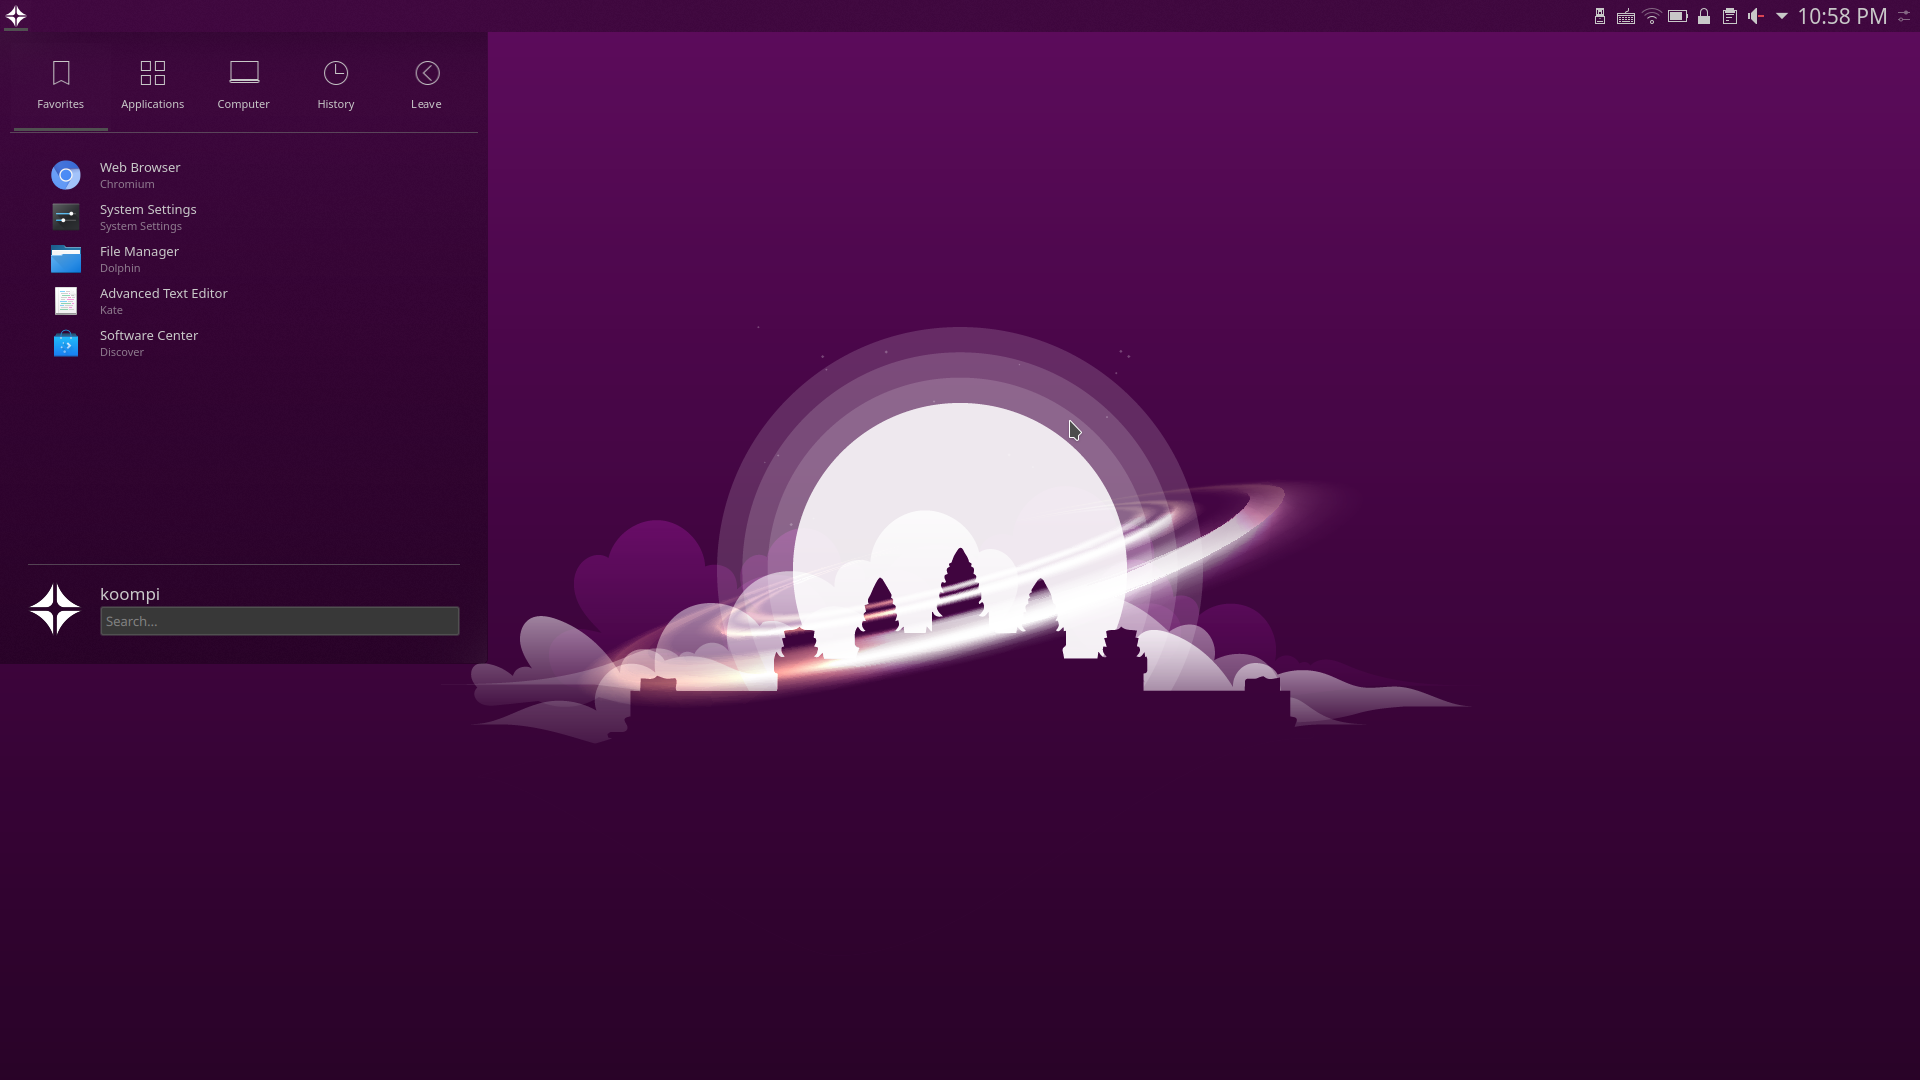 10:58 PM
Favorites
Applications
Computer
History
Leave
Web Browser
Chromium
System Settings
System Settings
File Manager
Dolphin
Advanced Text Editor
Kate
Software Center
Discover
koompi
Search...